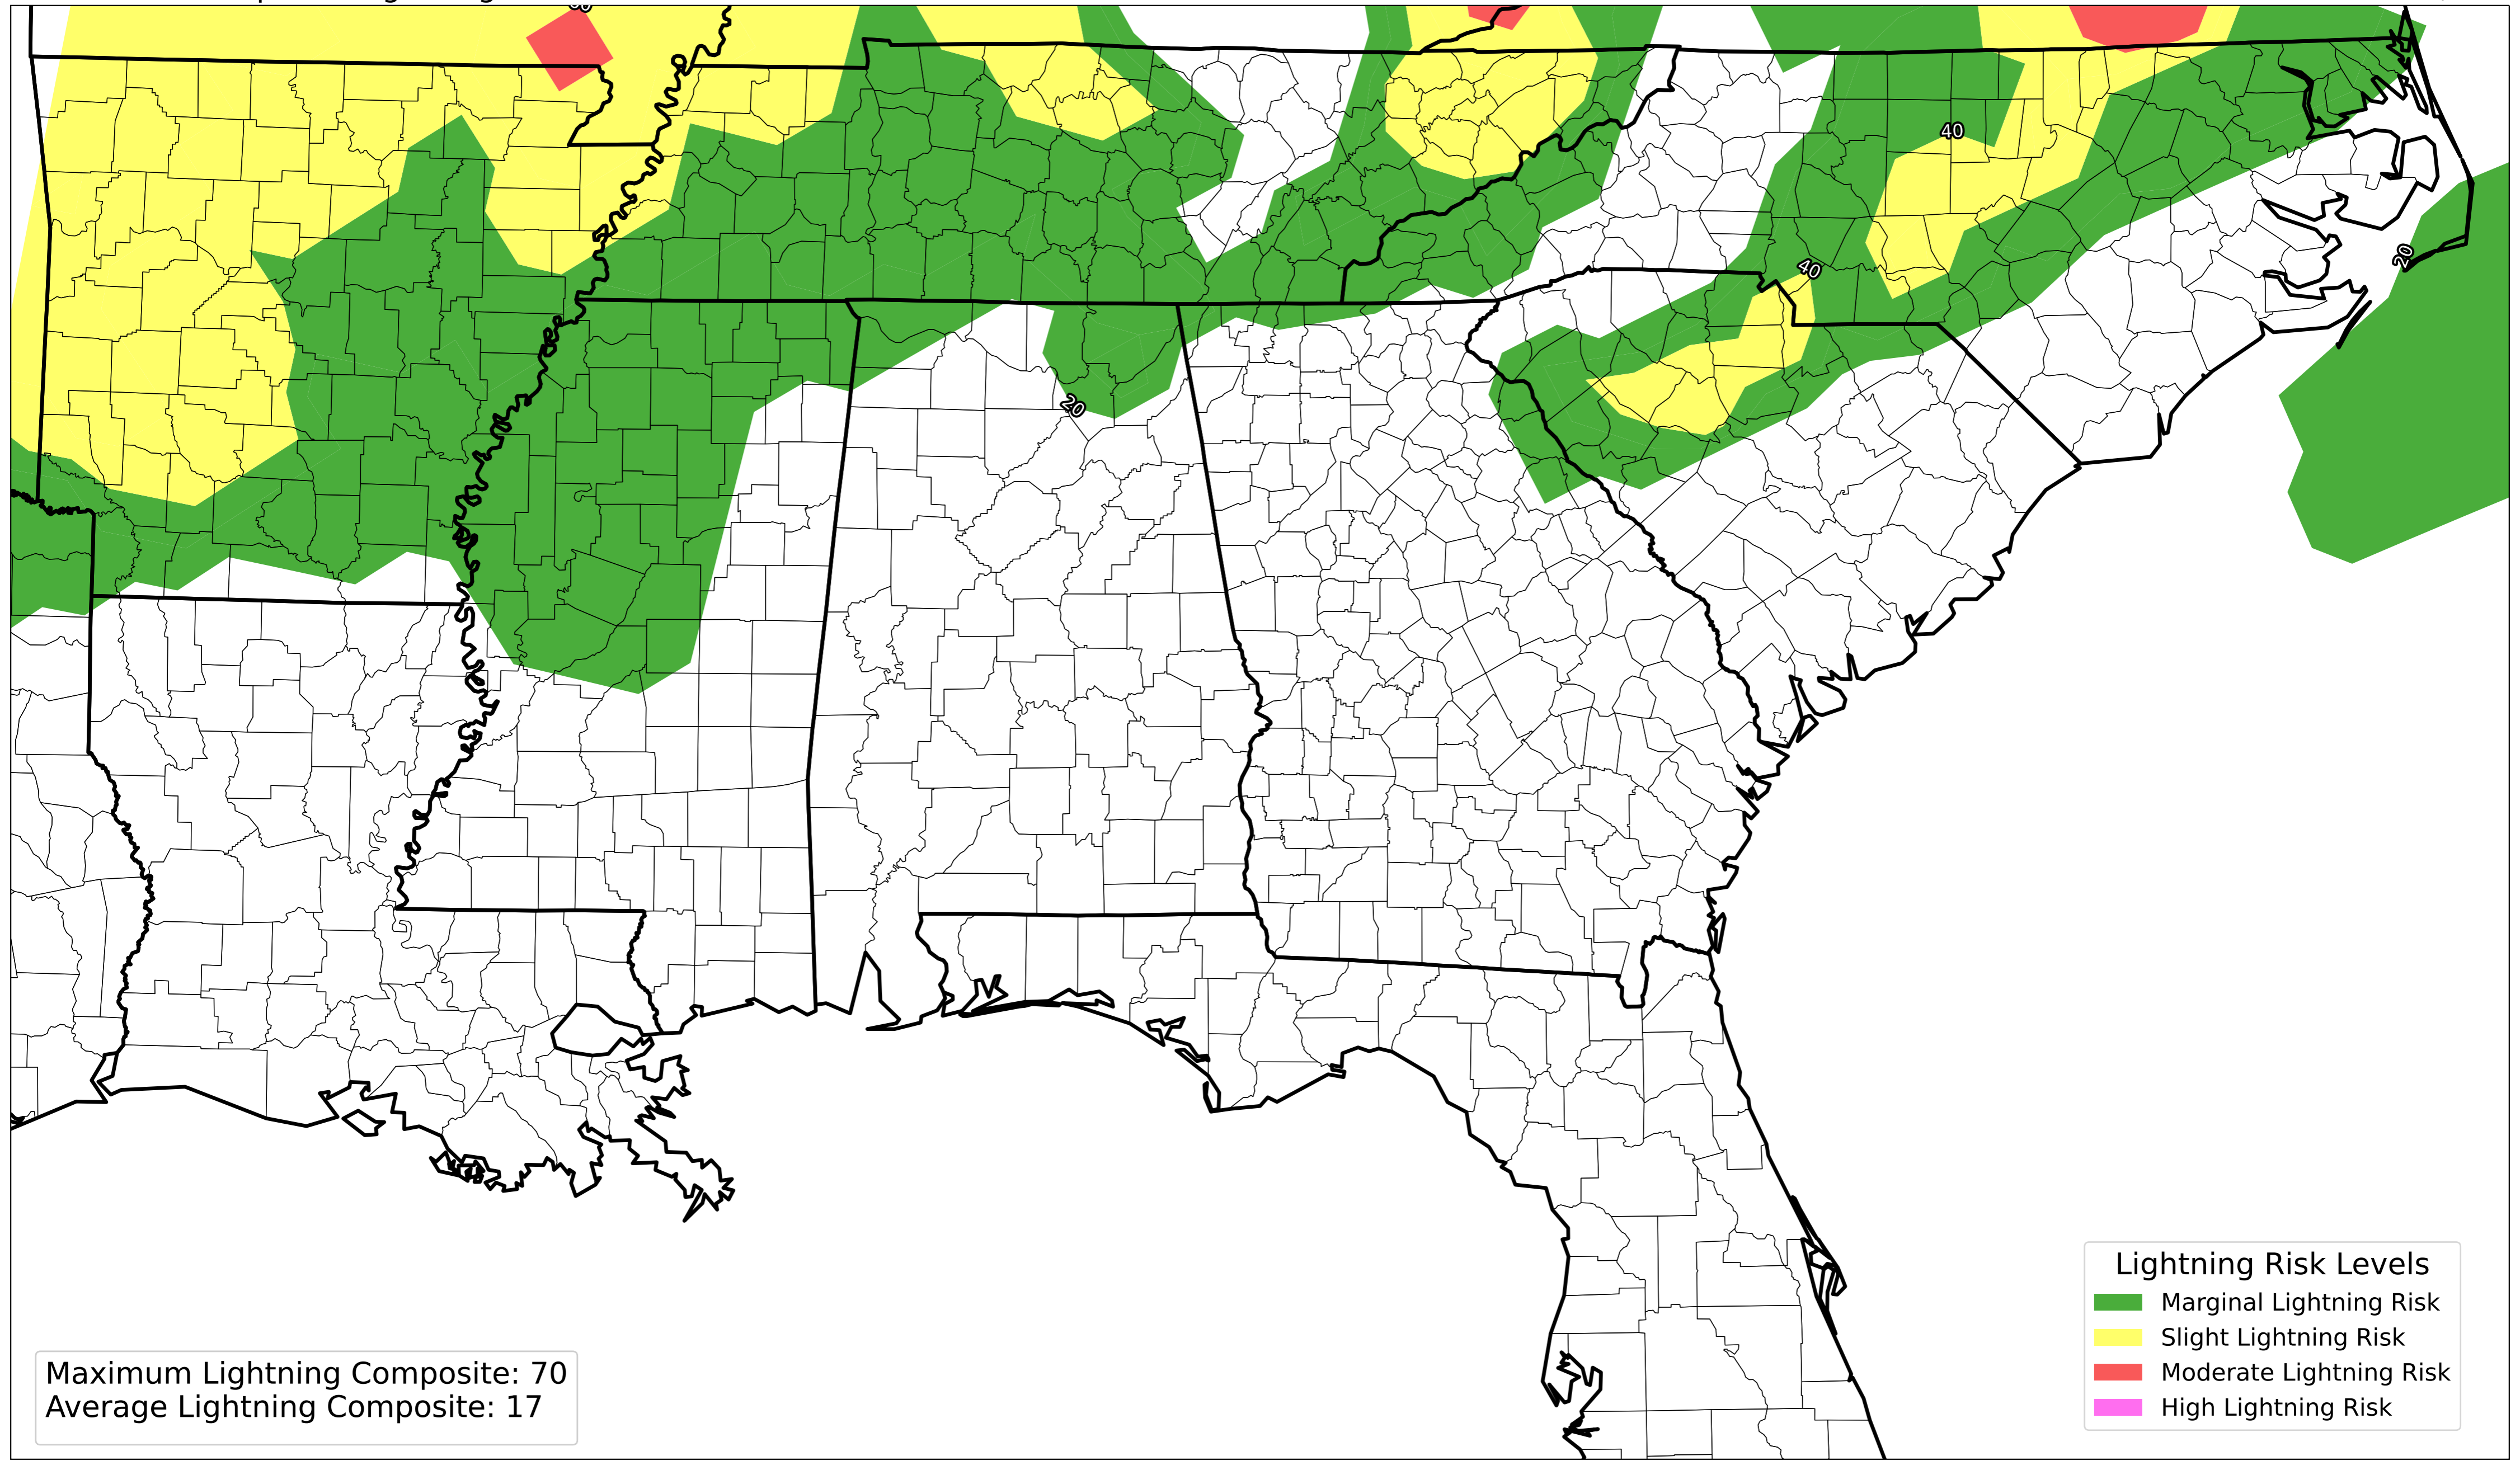 40
40
20
20
Lightning Risk Levels
Marginal Lightning Risk
Slight Lightning Risk
Moderate Lightning Risk
High Lightning Risk
Maximum Lightning Composite: 70
Average Lightning Composite: 17